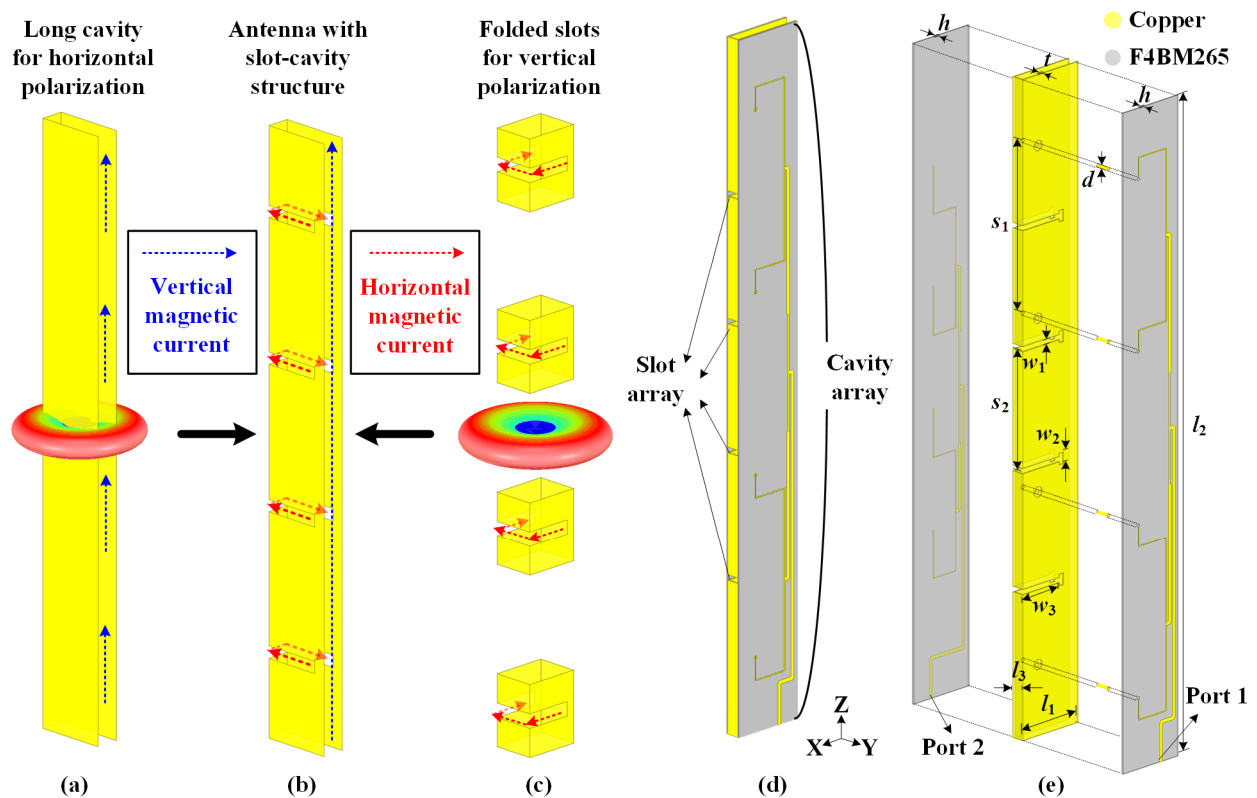 Long cavity
for horizontal
polarization
Antenna with
slot-cavity
structure
Folded slots
for vertical
polarization
Vertical
magnetic
current
Horizontal
magnetic
current
Slot
array
Cavity
array
Z
X
Y
Copper
F4BM265
h
t
h
d
s1
w1
s2
w2
l2
w3
l3
l1
Port 1
Port 2
(a)
(b)
(c)
(d)
(e)